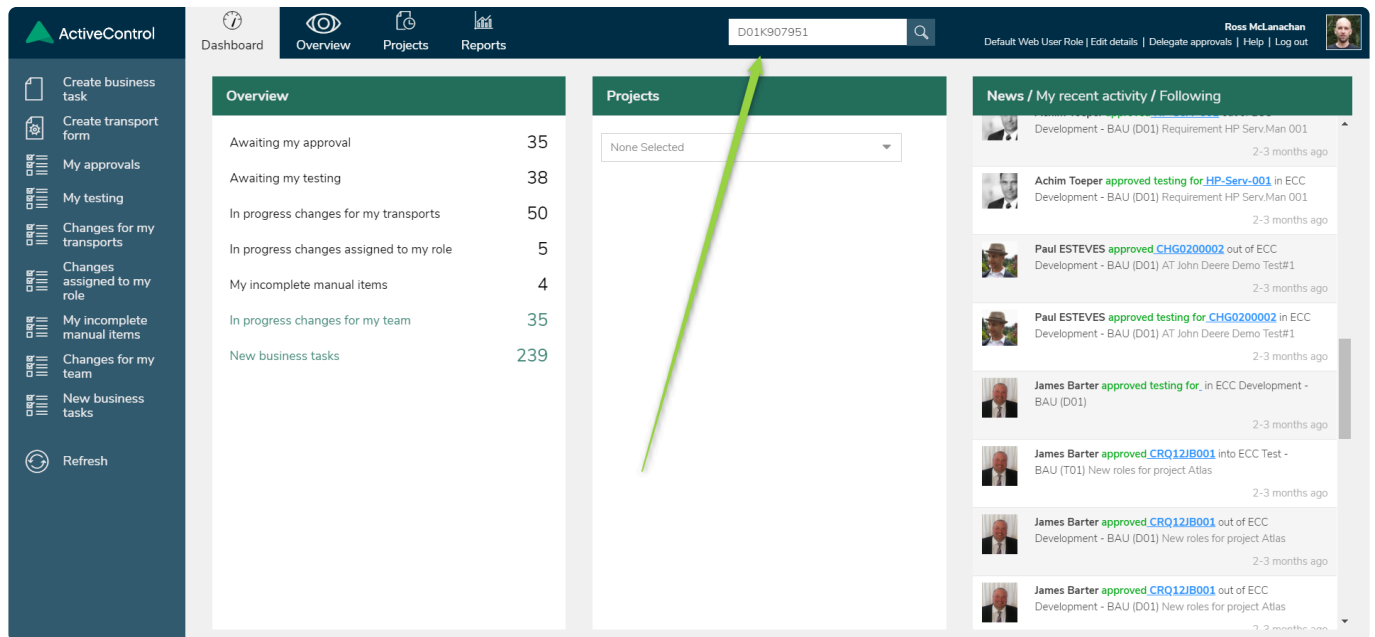 ActiveControl
Dashboard
Overview
Projects
Reports
D01K907951
Ross McLanachan
Default Web User Role | Edit details | Delegate approvals | Help | Log out
Create business
task
Create transport
form
My approvals
My testing
Changes for my
transports
Changes
assigned to my
role
My incomplete
manual items
Changes for my
team
New business
tasks
Refresh
Overview
Awaiting my approval 35
Awaiting my testing 38
In progress changes for my transports 50
In progress changes assigned to my role 5
My incomplete manual items 4
In progress changes for my team 35
New business tasks 239
Projects
None Selected
News / My recent activity / Following
Development - BAU (D01) Requirement HP Serv.Man 001
2-3 months ago
Achim Toeper approved testing for HP-Serv-001 in ECC
Development - BAU (D01) Requirement HP Serv.Man 001
2-3 months ago
Paul ESTEVES approved CHG0200002 out of ECC
Development - BAU (D01) AT John Deere Demo Test#1
2-3 months ago
Paul ESTEVES approved testing for CHG0200002 in ECC
Development - BAU (D01) AT John Deere Demo Test#1
2-3 months ago
James Barter approved testing for in ECC Development -
BAU (D01)
2-3 months ago
James Barter approved CRQ12JB001 into ECC Test -
BAU (T01) New roles for project Atlas
2-3 months ago
James Barter approved CRQ12JB001 out of ECC
Development - BAU (D01) New roles for project Atlas
2-3 months ago
James Barter approved CRQ12JB001 out of ECC
Development - BAU (D01) New roles for project Atlas
2-3 months ago